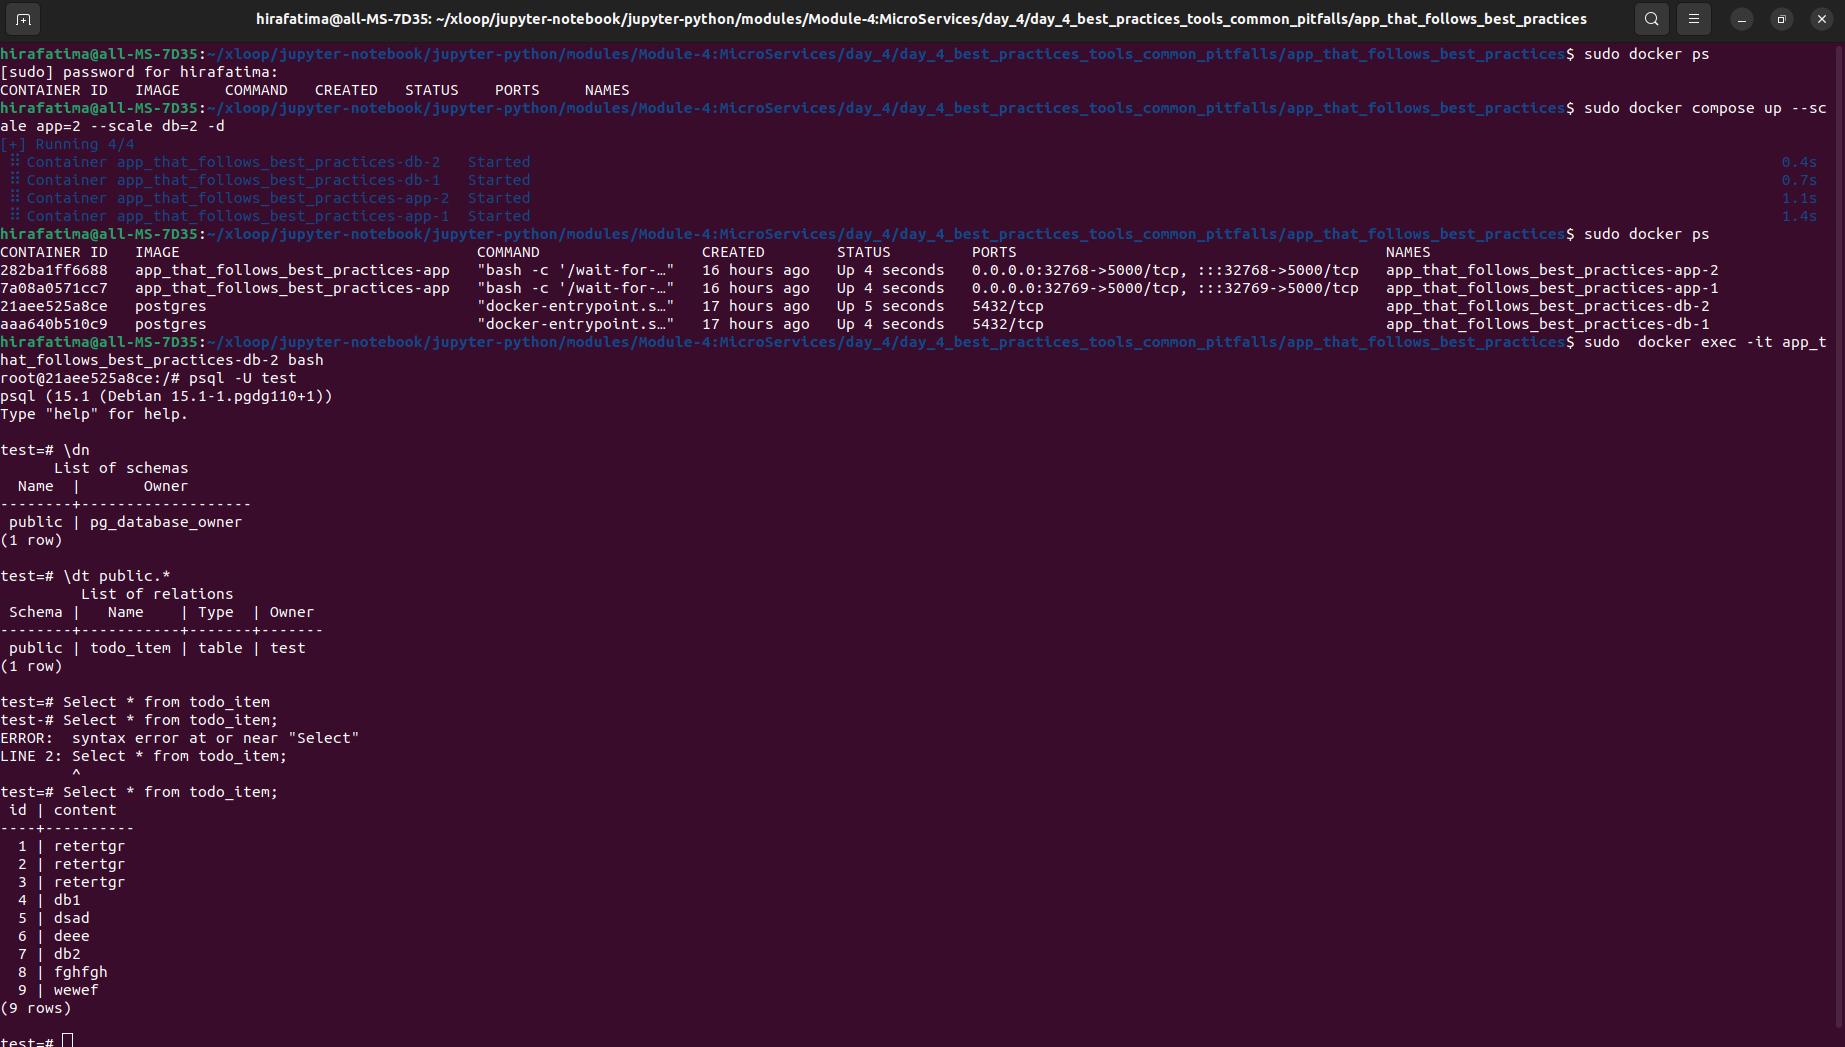 hirafatima@all-MS-7D35: ~/xloop/jupyter-notebook/jupyter-python/modules/Module-4:MicroServices/day_4/day_4_best_practices_tools_common_pitfalls/app_that_follows_best_practices
hirafatima@all-MS-7D35:~/xloop/jupyter-notebook/jupyter-python/modules/Module-4:MicroServices/day_4/day_4_best_practices_tools_common_pitfalls/app_that_follows_best_practices$ sudo docker ps
[sudo] password for hirafatima:
CONTAINER ID   IMAGE     COMMAND   CREATED   STATUS    PORTS     NAMES
hirafatima@all-MS-7D35:~/xloop/jupyter-notebook/jupyter-python/modules/Module-4:MicroServices/day_4/day_4_best_practices_tools_common_pitfalls/app_that_follows_best_practices$ sudo docker compose up --sc
ale app=2 --scale db=2 -d
[+] Running 4/4
 ⠿ Container app_that_follows_best_practices-db-2   Started   0.4s
 ⠿ Container app_that_follows_best_practices-db-1   Started   0.7s
 ⠿ Container app_that_follows_best_practices-app-2  Started   1.1s
 ⠿ Container app_that_follows_best_practices-app-1  Started   1.4s
hirafatima@all-MS-7D35:~/xloop/jupyter-notebook/jupyter-python/modules/Module-4:MicroServices/day_4/day_4_best_practices_tools_common_pitfalls/app_that_follows_best_practices$ sudo docker ps
CONTAINER ID   IMAGE                                 COMMAND                  CREATED        STATUS         PORTS                                         NAMES
282ba1ff6688   app_that_follows_best_practices-app   "bash -c '/wait-for-…"   16 hours ago   Up 4 seconds   0.0.0.0:32768->5000/tcp, :::32768->5000/tcp   app_that_follows_best_practices-app-2
7a08a0571cc7   app_that_follows_best_practices-app   "bash -c '/wait-for-…"   16 hours ago   Up 4 seconds   0.0.0.0:32769->5000/tcp, :::32769->5000/tcp   app_that_follows_best_practices-app-1
21aee525a8ce   postgres                              "docker-entrypoint.s…"   17 hours ago   Up 5 seconds   5432/tcp                                      app_that_follows_best_practices-db-2
aaa640b510c9   postgres                              "docker-entrypoint.s…"   17 hours ago   Up 4 seconds   5432/tcp                                      app_that_follows_best_practices-db-1
hirafatima@all-MS-7D35:~/xloop/jupyter-notebook/jupyter-python/modules/Module-4:MicroServices/day_4/day_4_best_practices_tools_common_pitfalls/app_that_follows_best_practices$ sudo  docker exec -it app_t
hat_follows_best_practices-db-2 bash
root@21aee525a8ce:/# psql -U test
psql (15.1 (Debian 15.1-1.pgdg110+1))
Type "help" for help.
test=# \dn
      List of schemas
  Name  |       Owner
--------+-------------------
 public | pg_database_owner
(1 row)
test=# \dt public.*
         List of relations
 Schema |   Name    | Type  | Owner
--------+-----------+-------+-------
 public | todo_item | table | test
(1 row)
test=# Select * from todo_item
test-# Select * from todo_item;
ERROR:  syntax error at or near "Select"
LINE 2: Select * from todo_item;
        ^
test=# Select * from todo_item;
 id | content
----+----------
  1 | retertgr
  2 | retertgr
  3 | retertgr
  4 | db1
  5 | dsad
  6 | deee
  7 | db2
  8 | fghfgh
  9 | wewef
(9 rows)
test=#